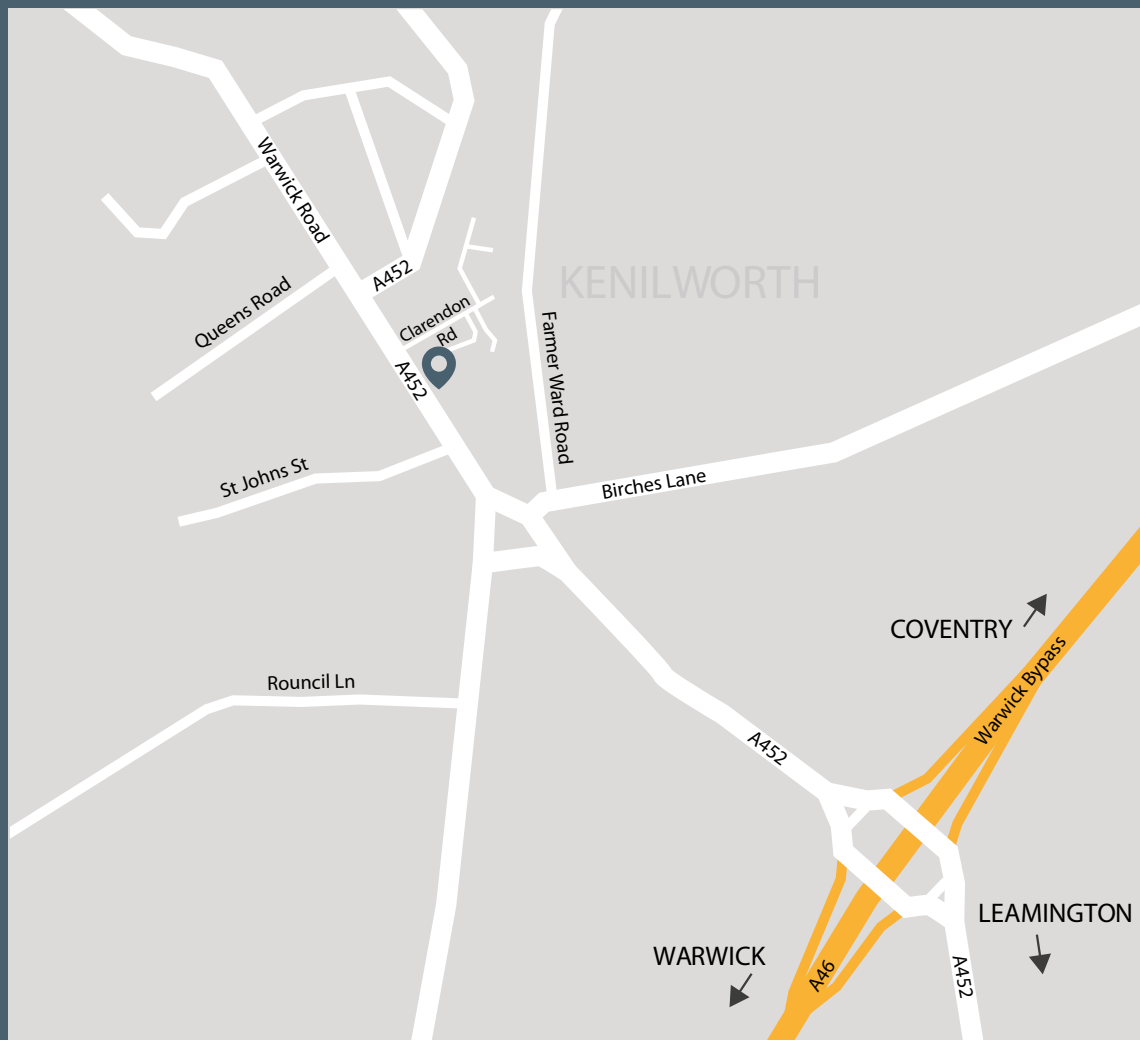 Warwick Road
A452
Queens Road
KENILWORTH
Clarendon
Rd
A452
Farmer Ward Road
St Johns St
Birches Lane
COVENTRY
Warwick Bypass
Rouncil Ln
A452
LEAMINGTON
WARWICK
A46
A452